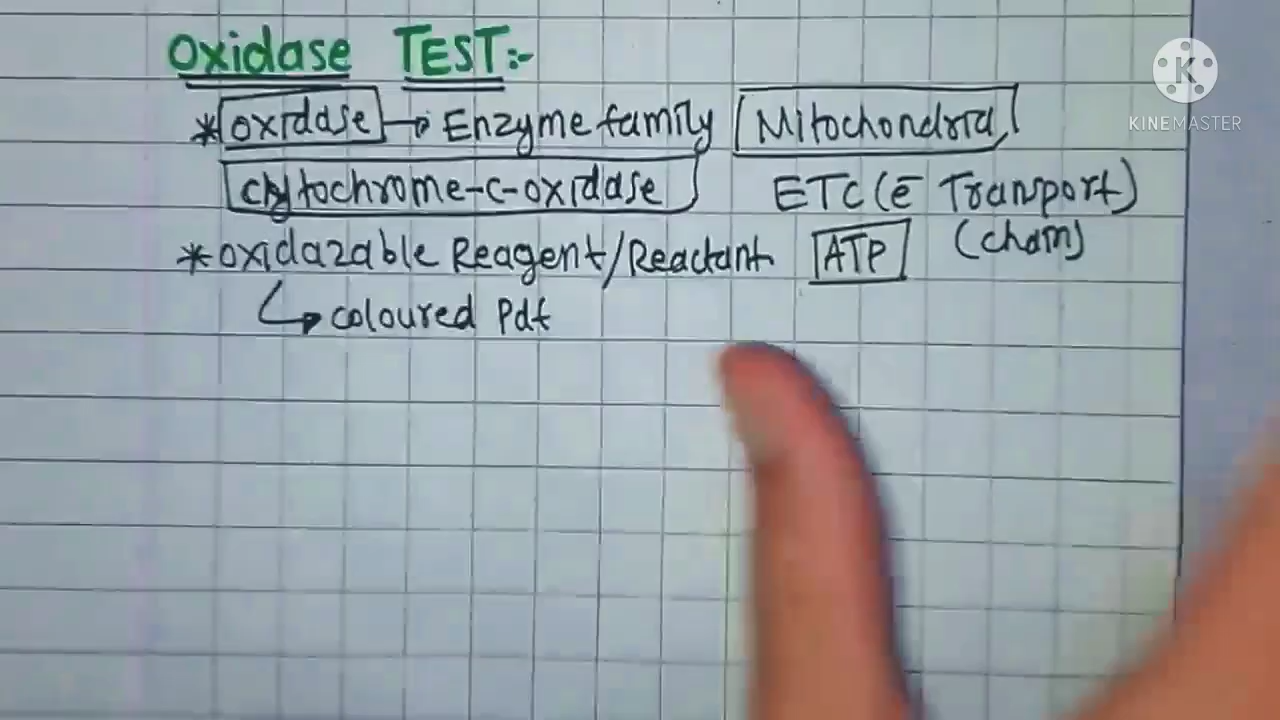 Oxidase TEST:-
*oxidase → Enzyme family Mitochondria
Cytochrome-c-oxidase ETC (ē Transport)
*oxidazable Reagent/Reactant ATP (chain)
↳ coloured Pdt
K
KINEMASTER